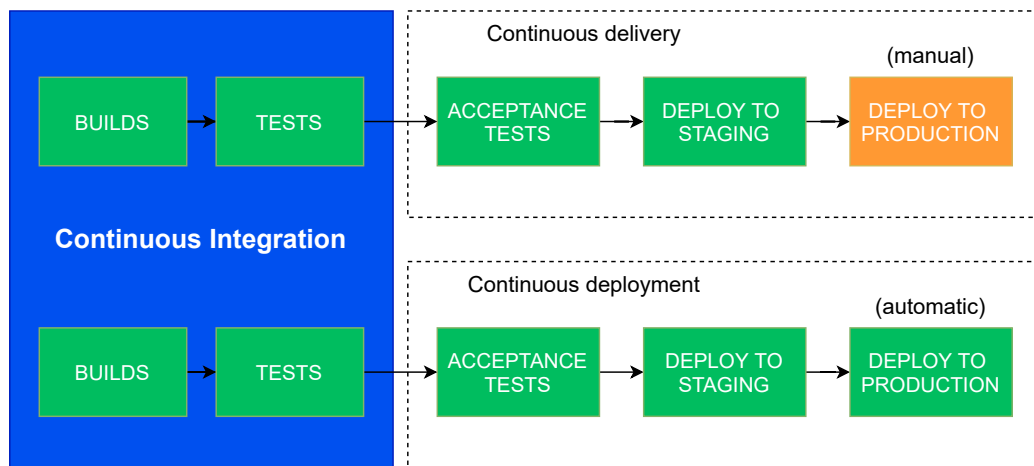 Continuous delivery
(manual)
BUILDS
TESTS
ACCEPTANCE
TESTS
DEPLOY TO
STAGING
DEPLOY TO
PRODUCTION
Continuous Integration
Continuous deployment
(automatic)
BUILDS
TESTS
ACCEPTANCE
TESTS
DEPLOY TO
STAGING
DEPLOY TO
PRODUCTION